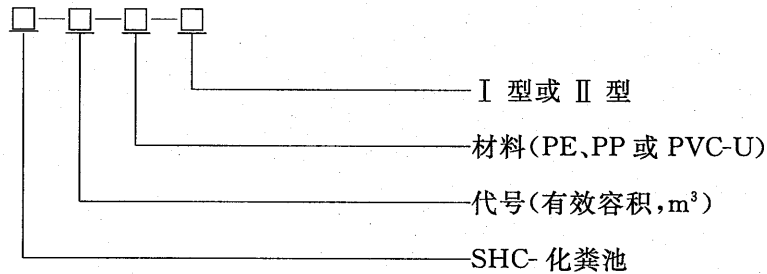 □-□-□-□
Ⅰ 型或 Ⅱ 型
材料(PE、PP 或 PVC-U)
代号(有效容积,m³)
SHC- 化粪池